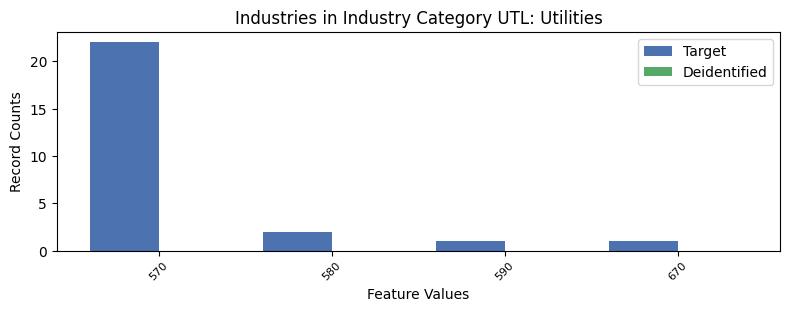 Industries in Industry Category UTL: Utilities
Target
Deidentified
Record Counts
20
15
10
5
0
570
580
590
670
Feature Values